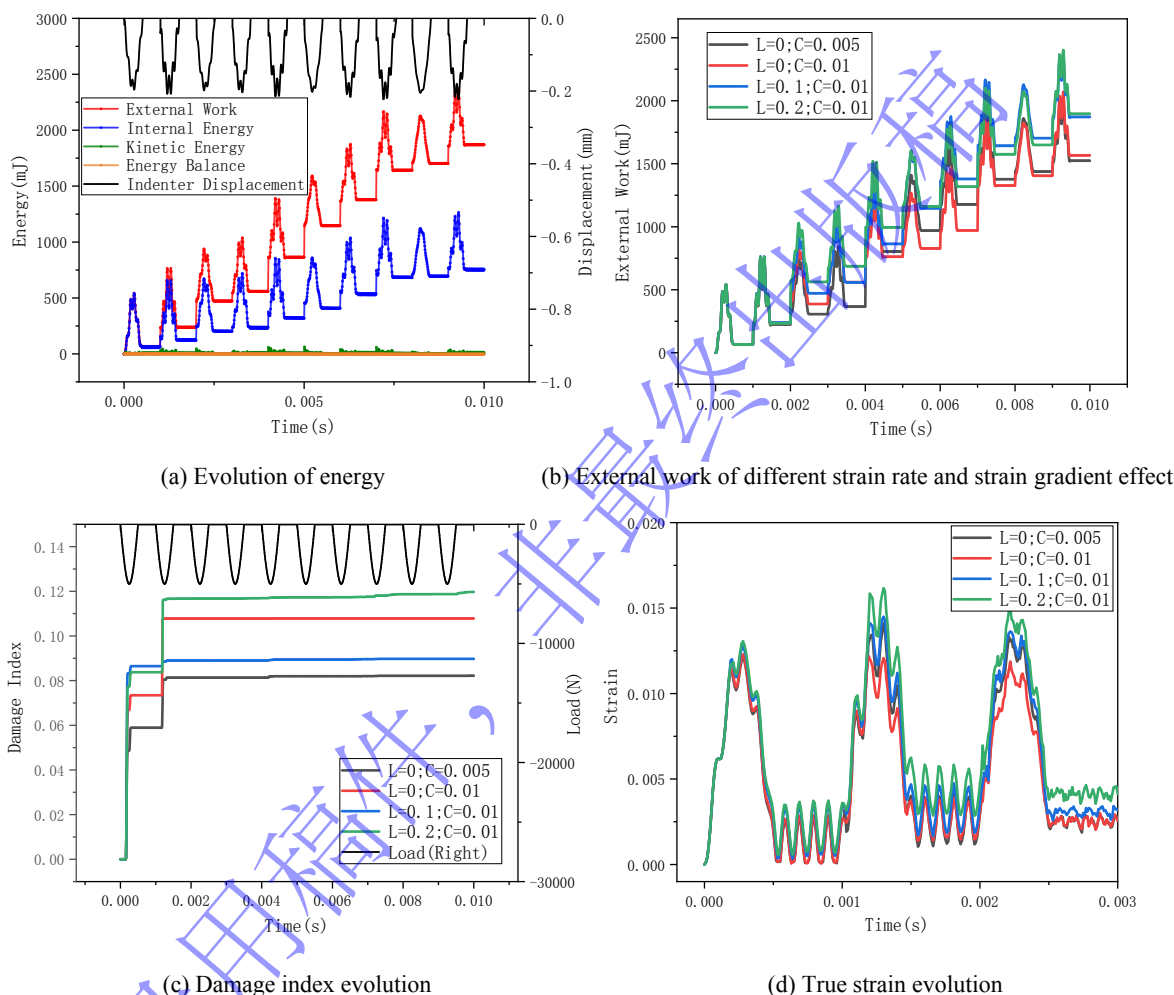 3000
2500
2000
1500
1000
500
0
Energy(mJ)
0.0
-0.2
-0.4
-0.6
-0.8
-1.0
Displacement(mm)
External Work
Internal Energy
Kinetic Energy
Energy Balance
Indenter Displacement
0.000
0.005
0.010
Time(s)
(a) Evolution of energy
2500
2000
1500
1000
500
0
External Work(mJ)
L=0;C=0.005
L=0;C=0.01
L=0.1;C=0.01
L=0.2;C=0.01
0.000
0.002
0.004
0.006
0.008
0.010
Time(s)
(b) External work of different strain rate and strain gradient effect
0.14
0.12
0.10
0.08
0.06
0.04
0.02
0.00
Damage Index
0
-10000
-20000
-30000
Load(N)
L=0;C=0.005
L=0;C=0.01
L=0.1;C=0.01
L=0.2;C=0.01
Load(Right)
0.000
0.002
0.004
0.006
0.008
0.010
Time(s)
(c) Damage index evolution
0.020
0.015
0.010
0.005
0.000
Strain
L=0;C=0.005
L=0;C=0.01
L=0.1;C=0.01
L=0.2;C=0.01
0.000
0.001
0.002
0.003
Time(s)
(d) True strain evolution
用稿件，非最终出版稿